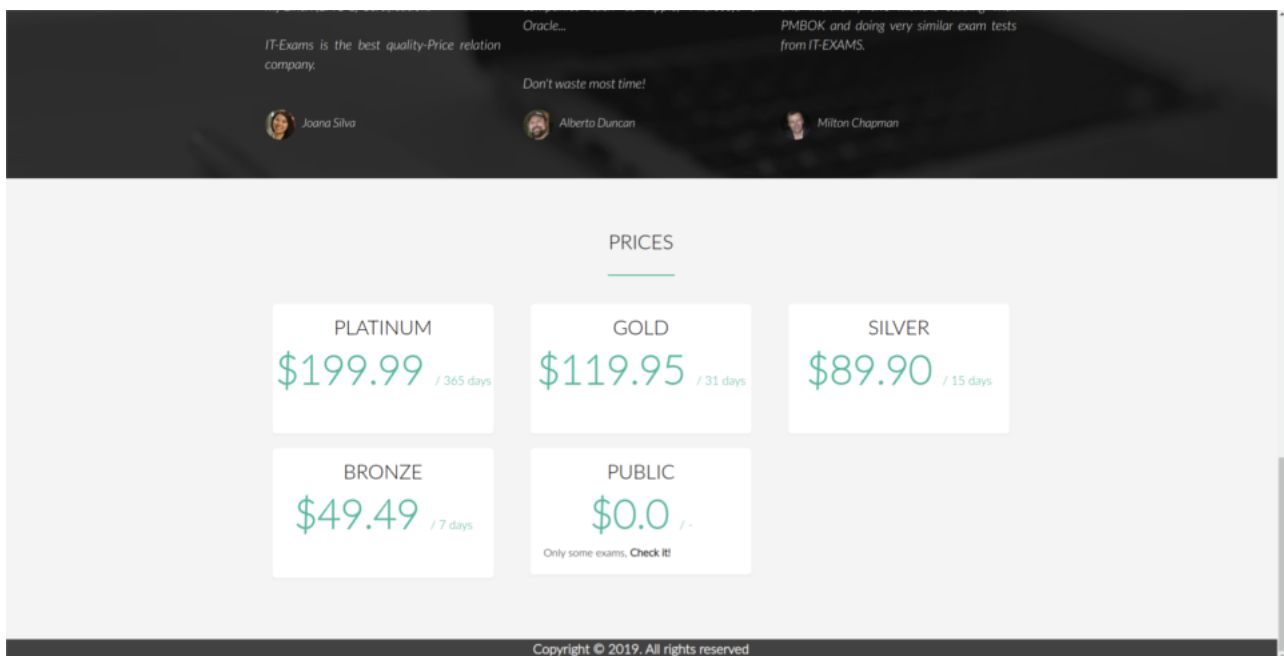 Oracle...
PMBOK and doing very similar exam tests
from IT-EXAMS.
IT-Exams is the best quality-Price relation
company.
Don't waste most time!
Joana Silva
Alberto Duncan
Milton Chapman
PRICES
PLATINUM
$199.99 / 365 days
GOLD
$119.95 / 31 days
SILVER
$89.90 / 15 days
BRONZE
$49.49 / 7 days
PUBLIC
$0.0 / -
Only some exams, Check it!
Copyright © 2019. All rights reserved